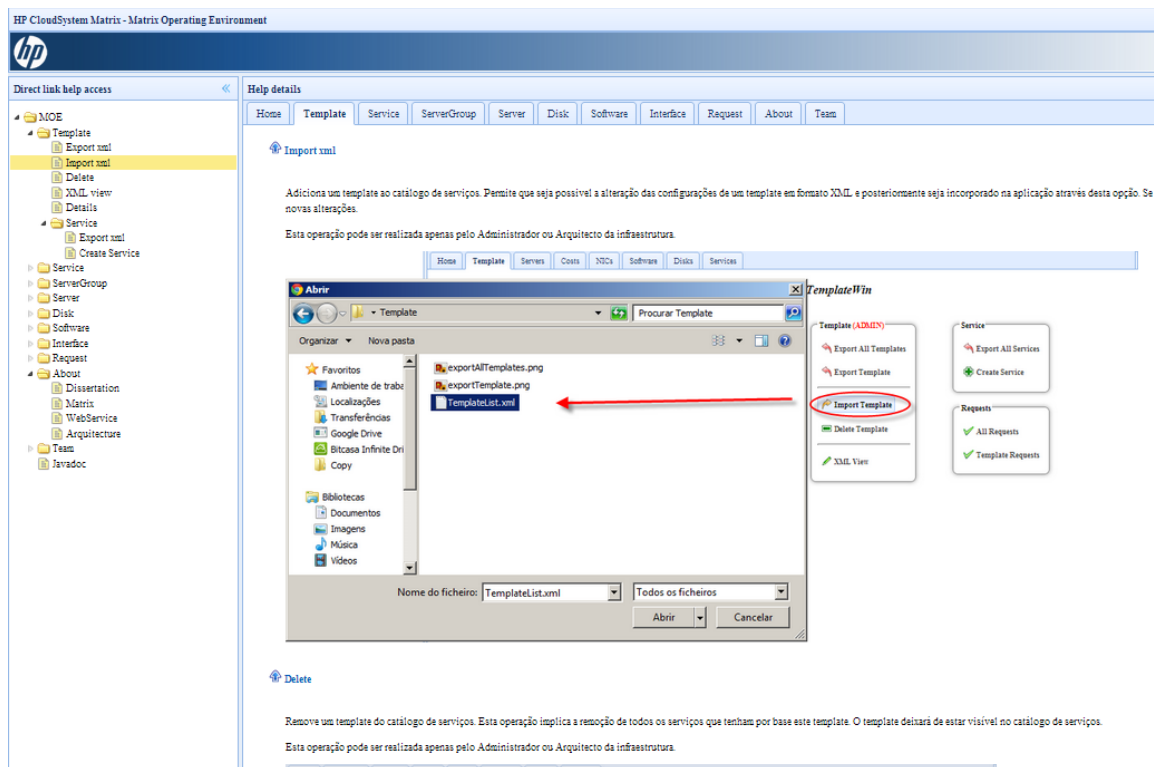 HP CloudSystem Matrix - Matrix Operating Enviroument
hp
Direct link help access
Help details
MOE
Template
Export xml
Import xml
Delete
XML view
Details
Service
Export xml
Create Service
Service
ServerGroup
Server
Disk
Software
Interface
Request
About
Dissertation
Matrix
WebService
Arquitecture
Team
Javadoc
Home Template Service ServerGroup Server Disk Software Interface Request About Team
Import xml
Adiciona um template ao catálogo de serviços. Permite que seja possivel a alteração das configurações de um template em formato XML e posteriormente seja incorporado na aplicação através desta opção. Se
novas alterações.
Esta operação pode ser realizada apenas pelo Administrador ou Arquitecto da infraestrutura.
Home Template Servers Costs NICs Software Disks Services
Abrir
Template
Procurar Template
Organizar Nova pasta
Favoritos
Ambiente de traba
Localizações
Transferências
Google Drive
Bitcasa Infinite Dri
Copy
Bibliotecas
Documentos
Imagens
Música
Vídeos
exportAllTemplates.png
exportTemplate.png
TemplateList.xml
Nome do ficheiro: TemplateList.xml Todos os ficheiros
Abrir Cancelar
TemplateWin
Template (ADMIN)
Export All Templates
Export Template
Import Template
Delete Template
XML View
Service
Export All Services
Create Service
Requests
All Requests
Template Requests
Delete
Remove um template do catálogo de serviços. Esta operação implica a remoção de todos os serviços que tenham por base este template. O template deixará de estar visível no catálogo de serviços.
Esta operação pode ser realizada apenas pelo Administrador ou Arquitecto da infraestrutura.